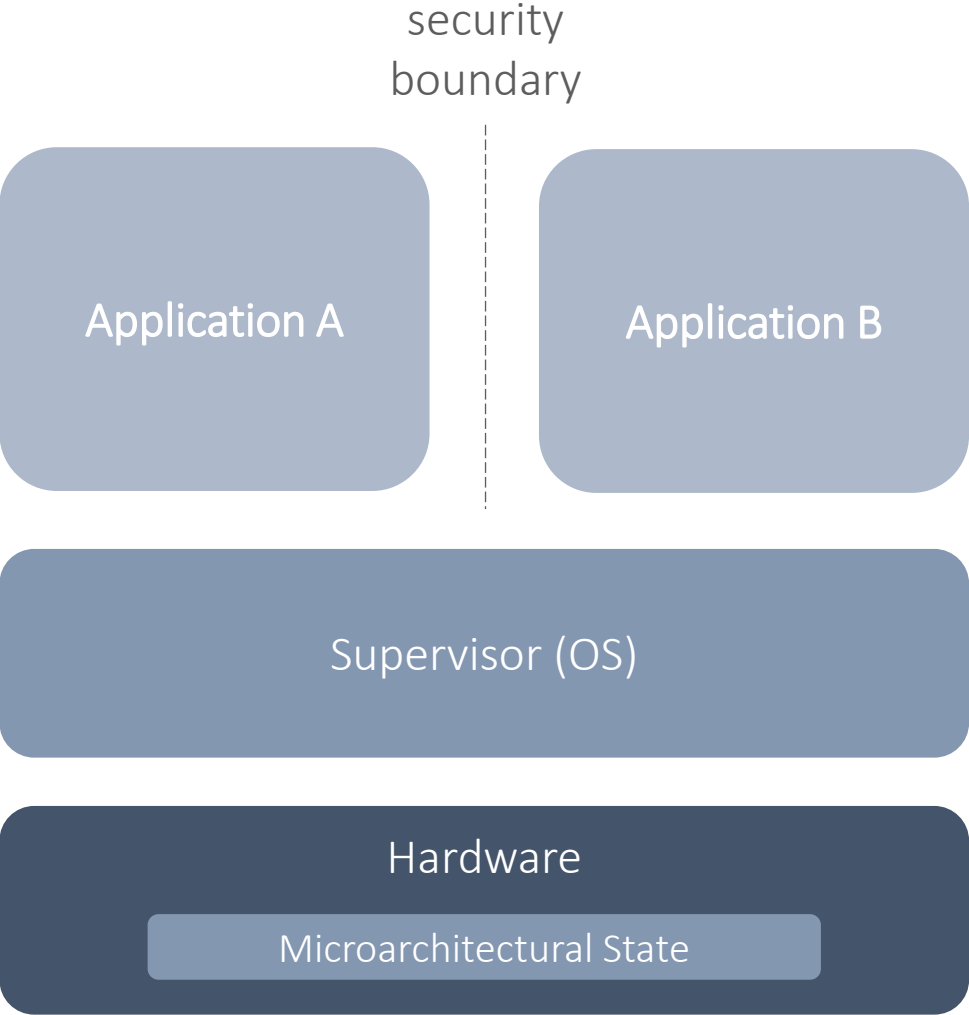 security
boundary
Application A
Application B
Supervisor (OS)
Hardware
Microarchitectural State